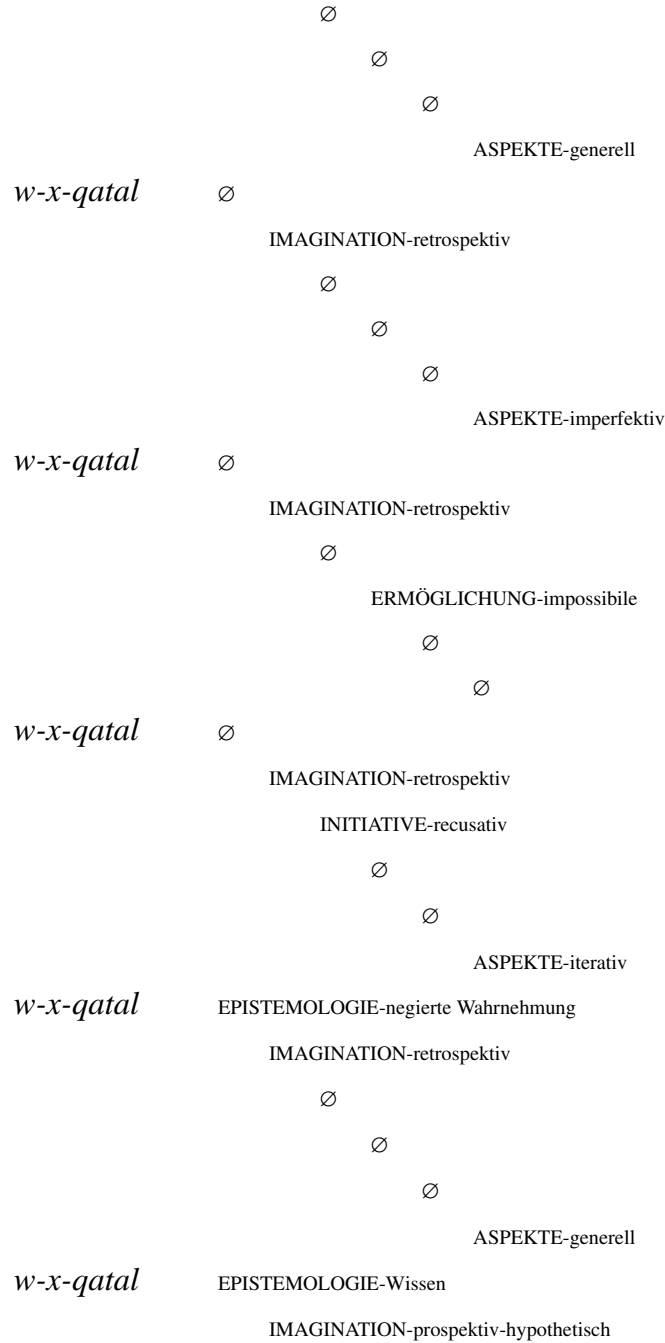 ∅
∅
∅
ASPEKTE-generell
w-x-qatal ∅
IMAGINATION-retrospektiv
∅
∅
∅
ASPEKTE-imperfektiv
w-x-qatal ∅
IMAGINATION-retrospektiv
∅
ERMÖGLICHUNG-impossibile
∅
∅
w-x-qatal ∅
IMAGINATION-retrospektiv
INITIATIVE-recusativ
∅
∅
ASPEKTE-iterativ
w-x-qatal EPISTEMOLOGIE-negierte Wahrnehmung
IMAGINATION-retrospektiv
∅
∅
∅
ASPEKTE-generell
w-x-qatal EPISTEMOLOGIE-Wissen
IMAGINATION-prospektiv-hypothetisch